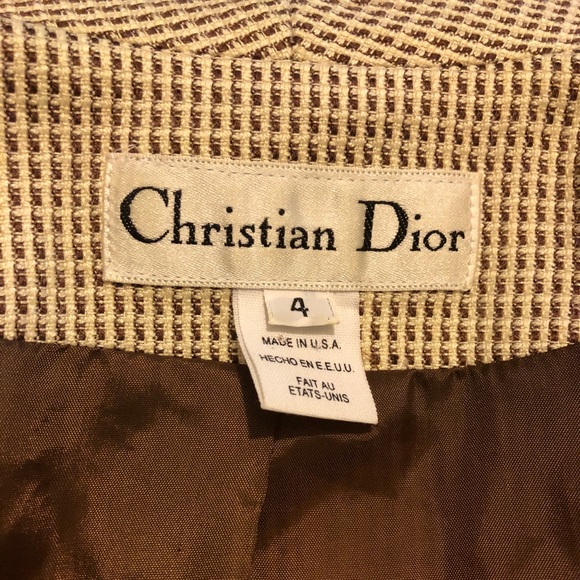 Christian Dior
4
MADE IN U.S.A.
HECHO EN E.E.U.U.
FAIT AU
ETATS-UNIS